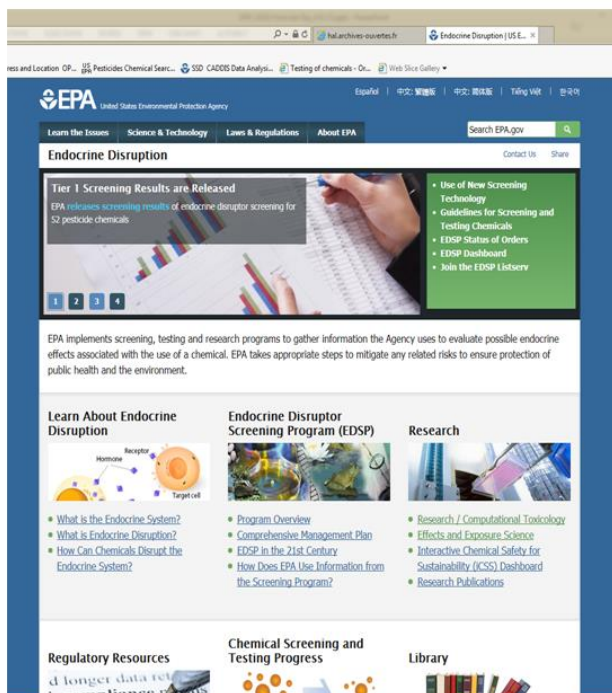 hal.archives-ouvertes.fr
Endocrine Disruption | US E...
ress and Location OP...
US EPA
Pesticides Chemical Searc...
SSD CADDIS Data Analysi...
Testing of chemicals - Or...
Web Slice Gallery
EPA United States Environmental Protection Agency
Español | 中文: 繁體版 | 中文: 简体版 | Tiếng Việt | 한국어
Learn the Issues
Science & Technology
Laws & Regulations
About EPA
Search EPA.gov
Endocrine Disruption
Contact Us
Share
Tier 1 Screening Results are Released
EPA releases screening results of endocrine disruptor screening for
52 pesticide chemicals
1 2 3 4
Use of New Screening
Technology
Guidelines for Screening and
Testing Chemicals
EDSP Status of Orders
EDSP Dashboard
Join the EDSP Listserv
EPA implements screening, testing and research programs to gather information the Agency uses to evaluate possible endocrine
effects associated with the use of a chemical. EPA takes appropriate steps to mitigate any related risks to ensure protection of
public health and the environment.
Learn About Endocrine
Disruption
Hormone
Receptor
Target cell
What is the Endocrine System?
What is Endocrine Disruption?
How Can Chemicals Disrupt the
Endocrine System?
Endocrine Disruptor
Screening Program (EDSP)
Program Overview
Comprehensive Management Plan
EDSP in the 21st Century
How Does EPA Use Information from
the Screening Program?
Research
Research / Computational Toxicology
Effects and Exposure Science
Interactive Chemical Safety for
Sustainability (iCSS) Dashboard
Research Publications
Regulatory Resources
d longer data ret
Chemical Screening and
Testing Progress
Library